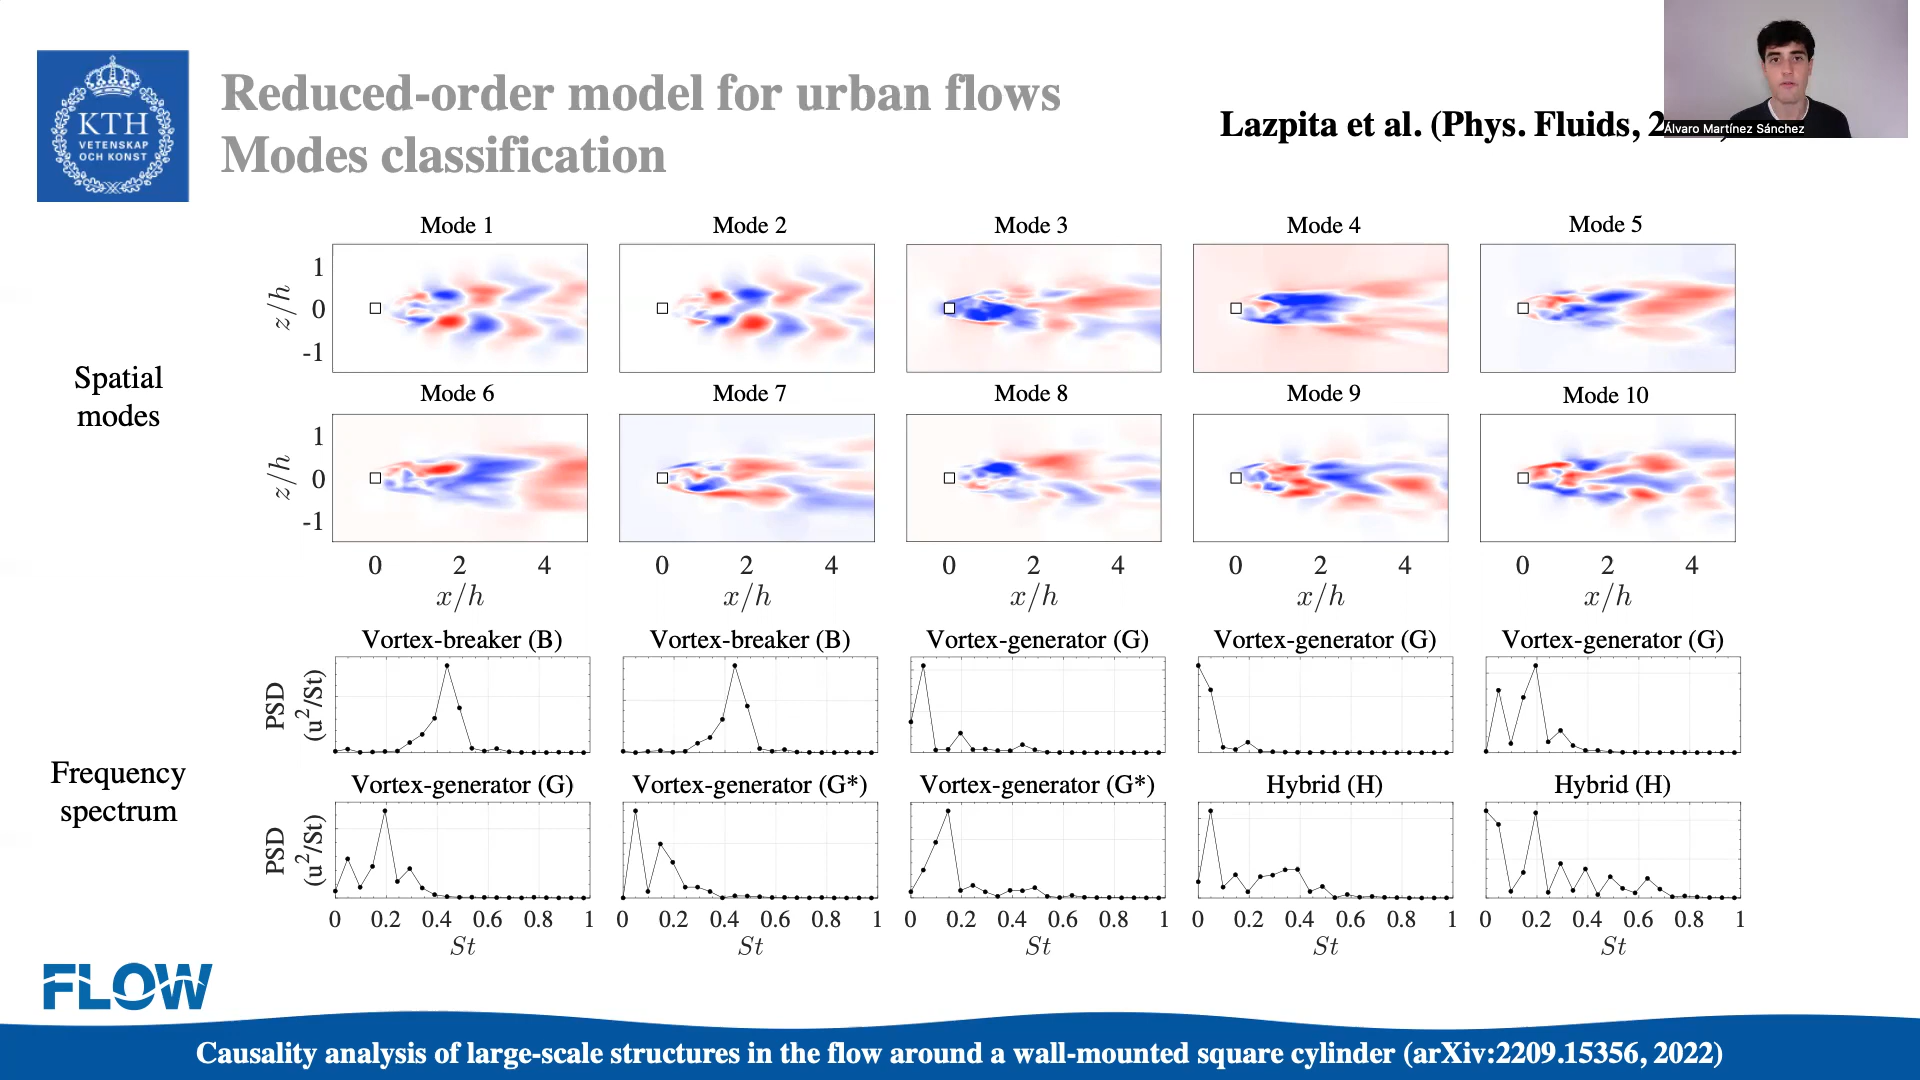 KTH
VETENSKAP
OCH KONST
Reduced-order model for urban flows
Modes classification
Lazpita et al. (Phys. Fluids, 2
Álvaro Martínez Sánchez
Spatial
modes
Mode 1
Mode 2
Mode 3
Mode 4
Mode 5
z/h
1
0
-1
Mode 6
Mode 7
Mode 8
Mode 9
Mode 10
z/h
1
0
-1
0 2 4
0 2 4
0 2 4
0 2 4
0 2 4
x/h
x/h
x/h
x/h
x/h
Frequency
spectrum
Vortex-breaker (B)
Vortex-breaker (B)
Vortex-generator (G)
Vortex-generator (G)
Vortex-generator (G)
PSD
(u²/St)
Vortex-generator (G)
Vortex-generator (G*)
Vortex-generator (G*)
Hybrid (H)
Hybrid (H)
PSD
(u²/St)
0 0.2 0.4 0.6 0.8 1
0 0.2 0.4 0.6 0.8 1
0 0.2 0.4 0.6 0.8 1
0 0.2 0.4 0.6 0.8 1
0 0.2 0.4 0.6 0.8 1
St
St
St
St
St
FLOW
Causality analysis of large-scale structures in the flow around a wall-mounted square cylinder (arXiv:2209.15356, 2022)